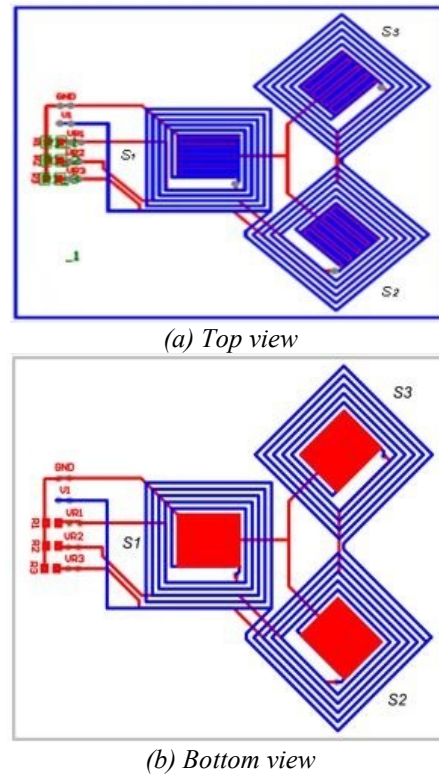 S3
GND
V1
VR1
S1
VR2
VR3
_1
S2
(a) Top view
S3
GND
V1
VR1
R1
S1
VR2
R2
VR3
R3
S2
(b) Bottom view